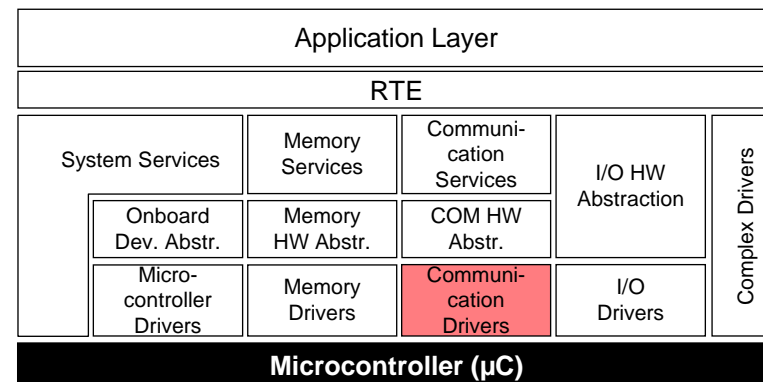 Application Layer
RTE
System Services
Memory
Services
Communi-
cation
Services
I/O HW
Abstraction
Complex Drivers
Onboard
Dev. Abstr.
Memory
HW Abstr.
COM HW
Abstr.
Micro-
controller
Drivers
Memory
Drivers
Communi-
cation
Drivers
I/O
Drivers
Microcontroller (µC)